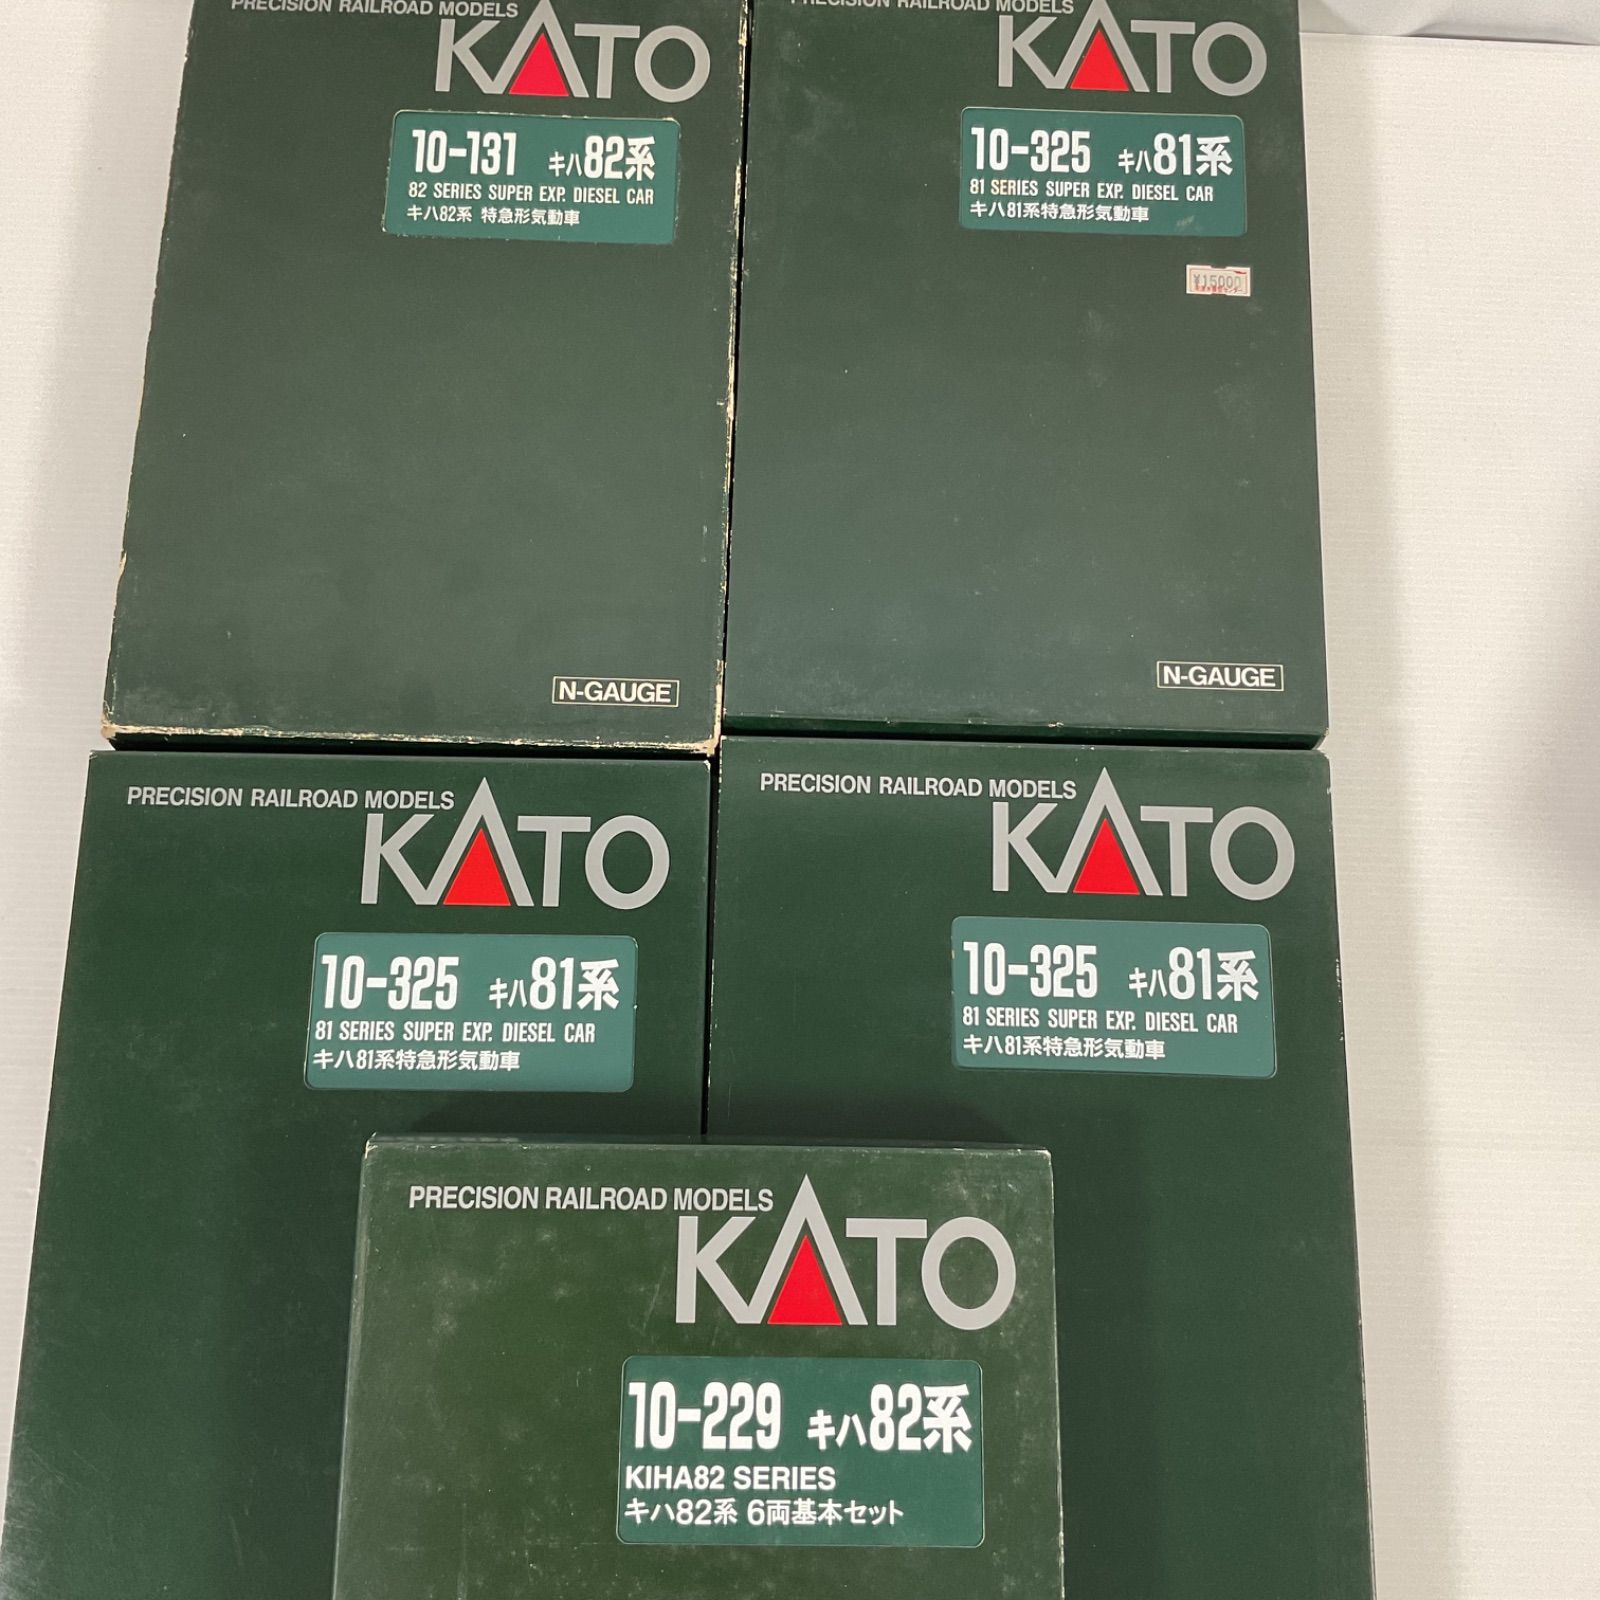 PRECISION RAILROAD MODELS
KATO
10-131 キハ82系
82 SERIES SUPER EXP. DIESEL CAR
キハ82系 特急形気動車
N-GAUGE
PRECISION RAILROAD MODELS
KATO
10-325 キハ81系
81 SERIES SUPER EXP. DIESEL CAR
キハ81系特急形気動車
¥15000
N-GAUGE
PRECISION RAILROAD MODELS
KATO
10-325 キハ81系
81 SERIES SUPER EXP. DIESEL CAR
キハ81系特急形気動車
PRECISION RAILROAD MODELS
KATO
10-325 キハ81系
81 SERIES SUPER EXP. DIESEL CAR
キハ81系特急形気動車
PRECISION RAILROAD MODELS
KATO
10-229 キハ82系
KIHA82 SERIES
キハ82系 6両基本セット